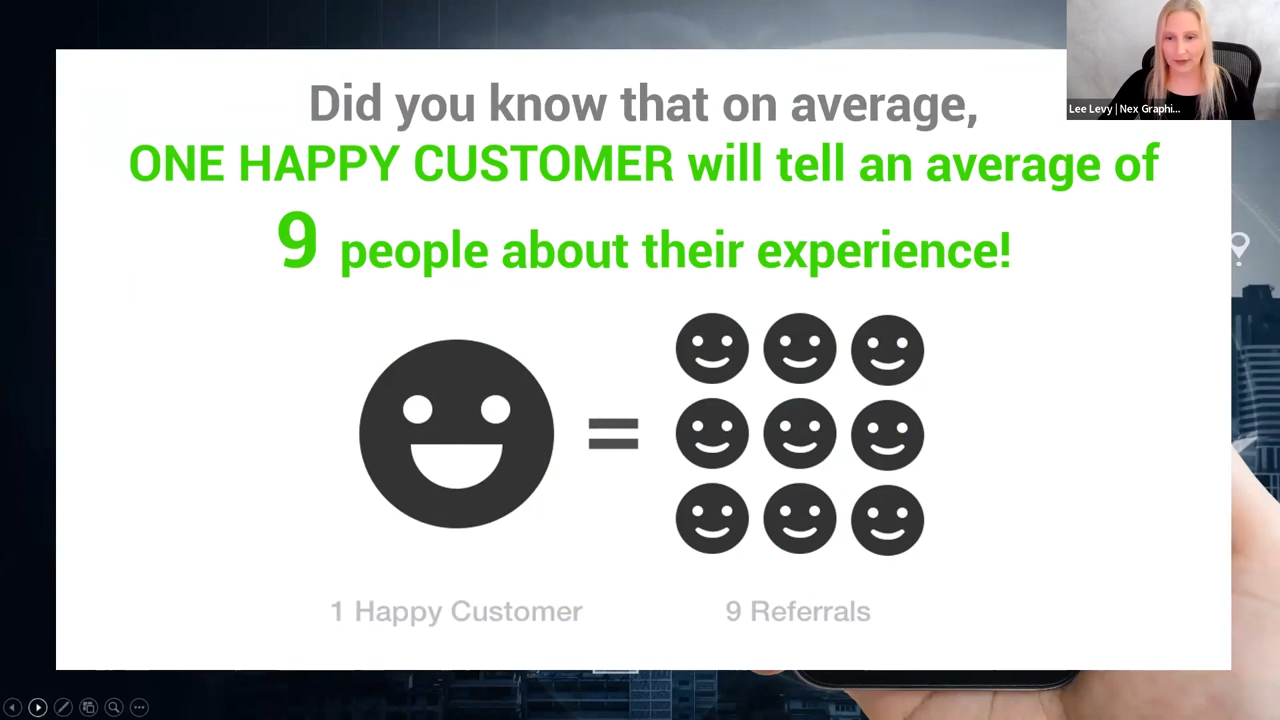 Did you know that on average,
ONE HAPPY CUSTOMER will tell an average of
9 people about their experience!
1 Happy Customer
9 Referrals
Lee Levy | Nex Graphi...